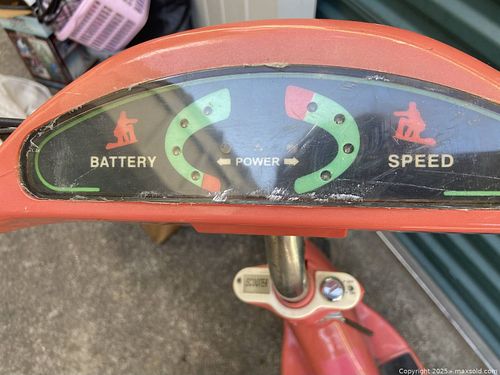 BATTERY
POWER
SPEED
SCOOTER
Copyright 2025 - maxsold.com